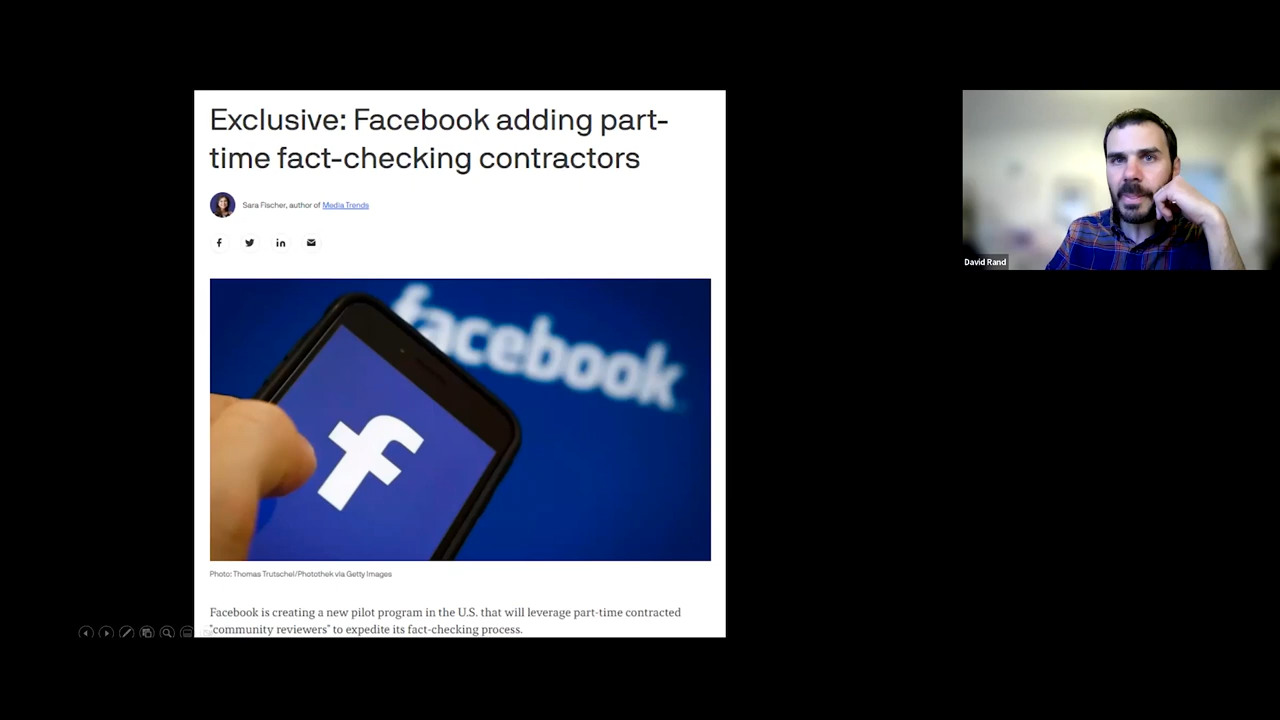 Exclusive: Facebook adding part-
time fact-checking contractors
Sara Fischer, author of Media Trends
facebook
Photo: Thomas Trutschel/Photothek via Getty Images
Facebook is creating a new pilot program in the U.S. that will leverage part-time contracted
"community reviewers" to expedite its fact-checking process.
David Rand